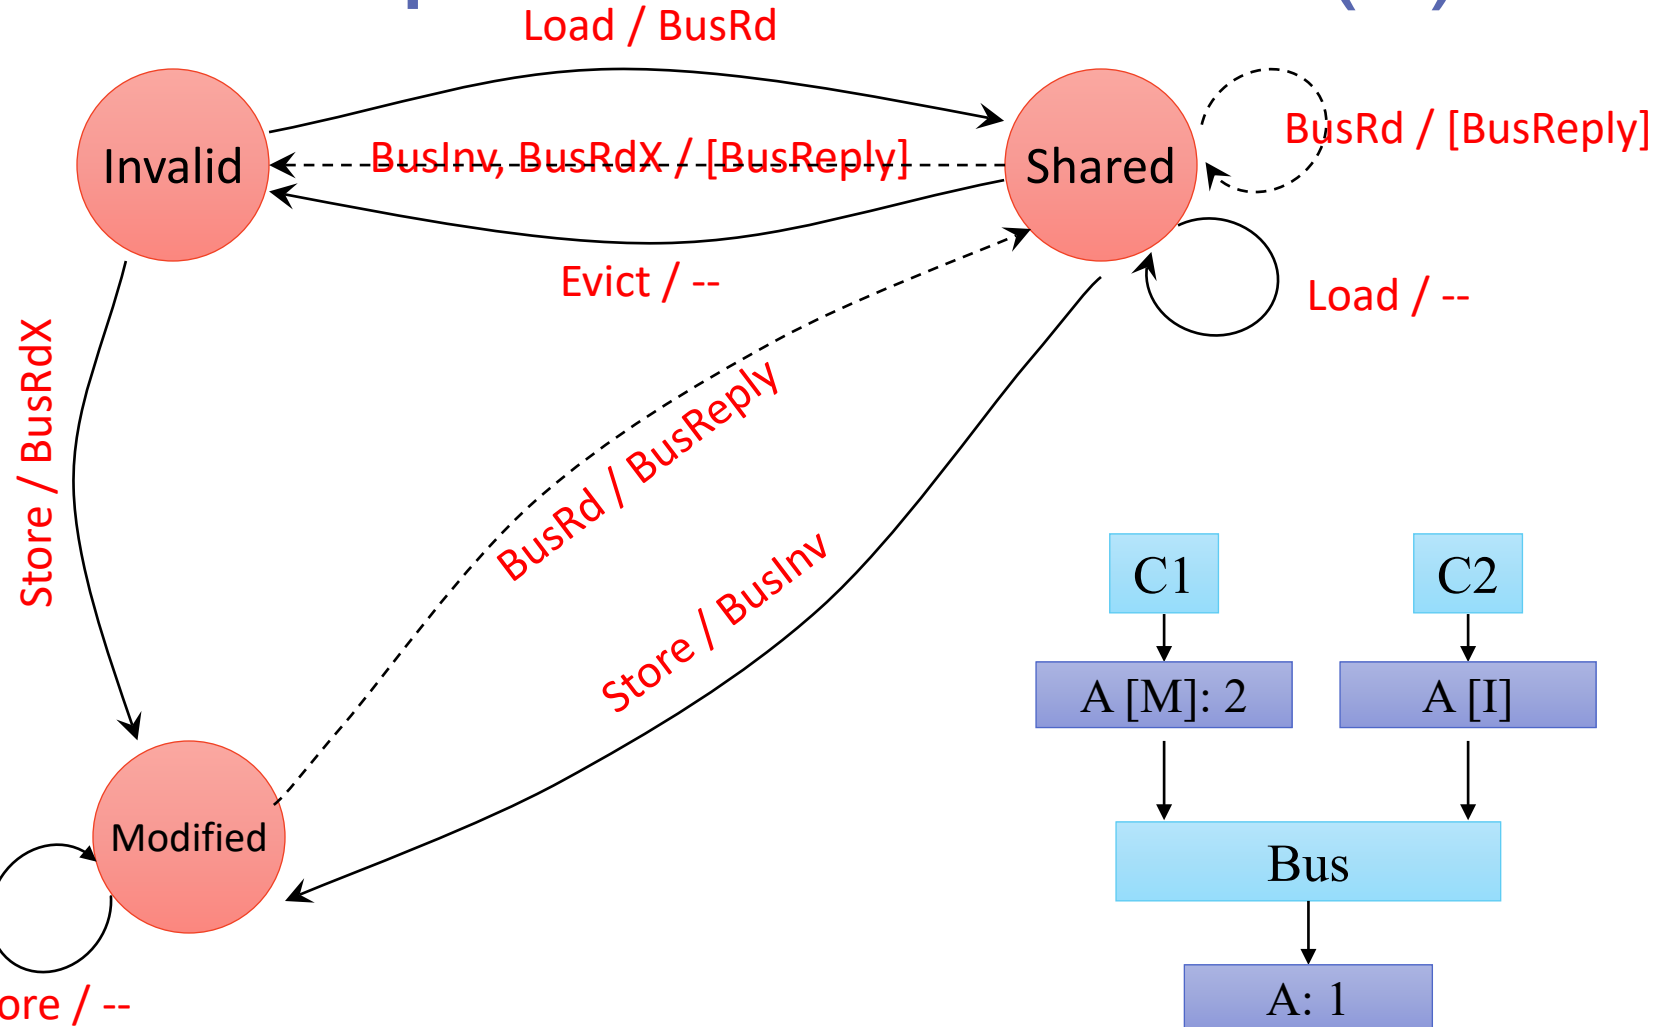 Load / BusRd
BusRd / [BusReply]
Invalid
BusInv, BusRdX / [BusReply]
Shared
Evict / --
Load / --
Store / BusRdX
BusRd / BusReply
Store / BusInv
C1
C2
A [M]: 2
A [I]
Modified
Bus
ore / --
A: 1